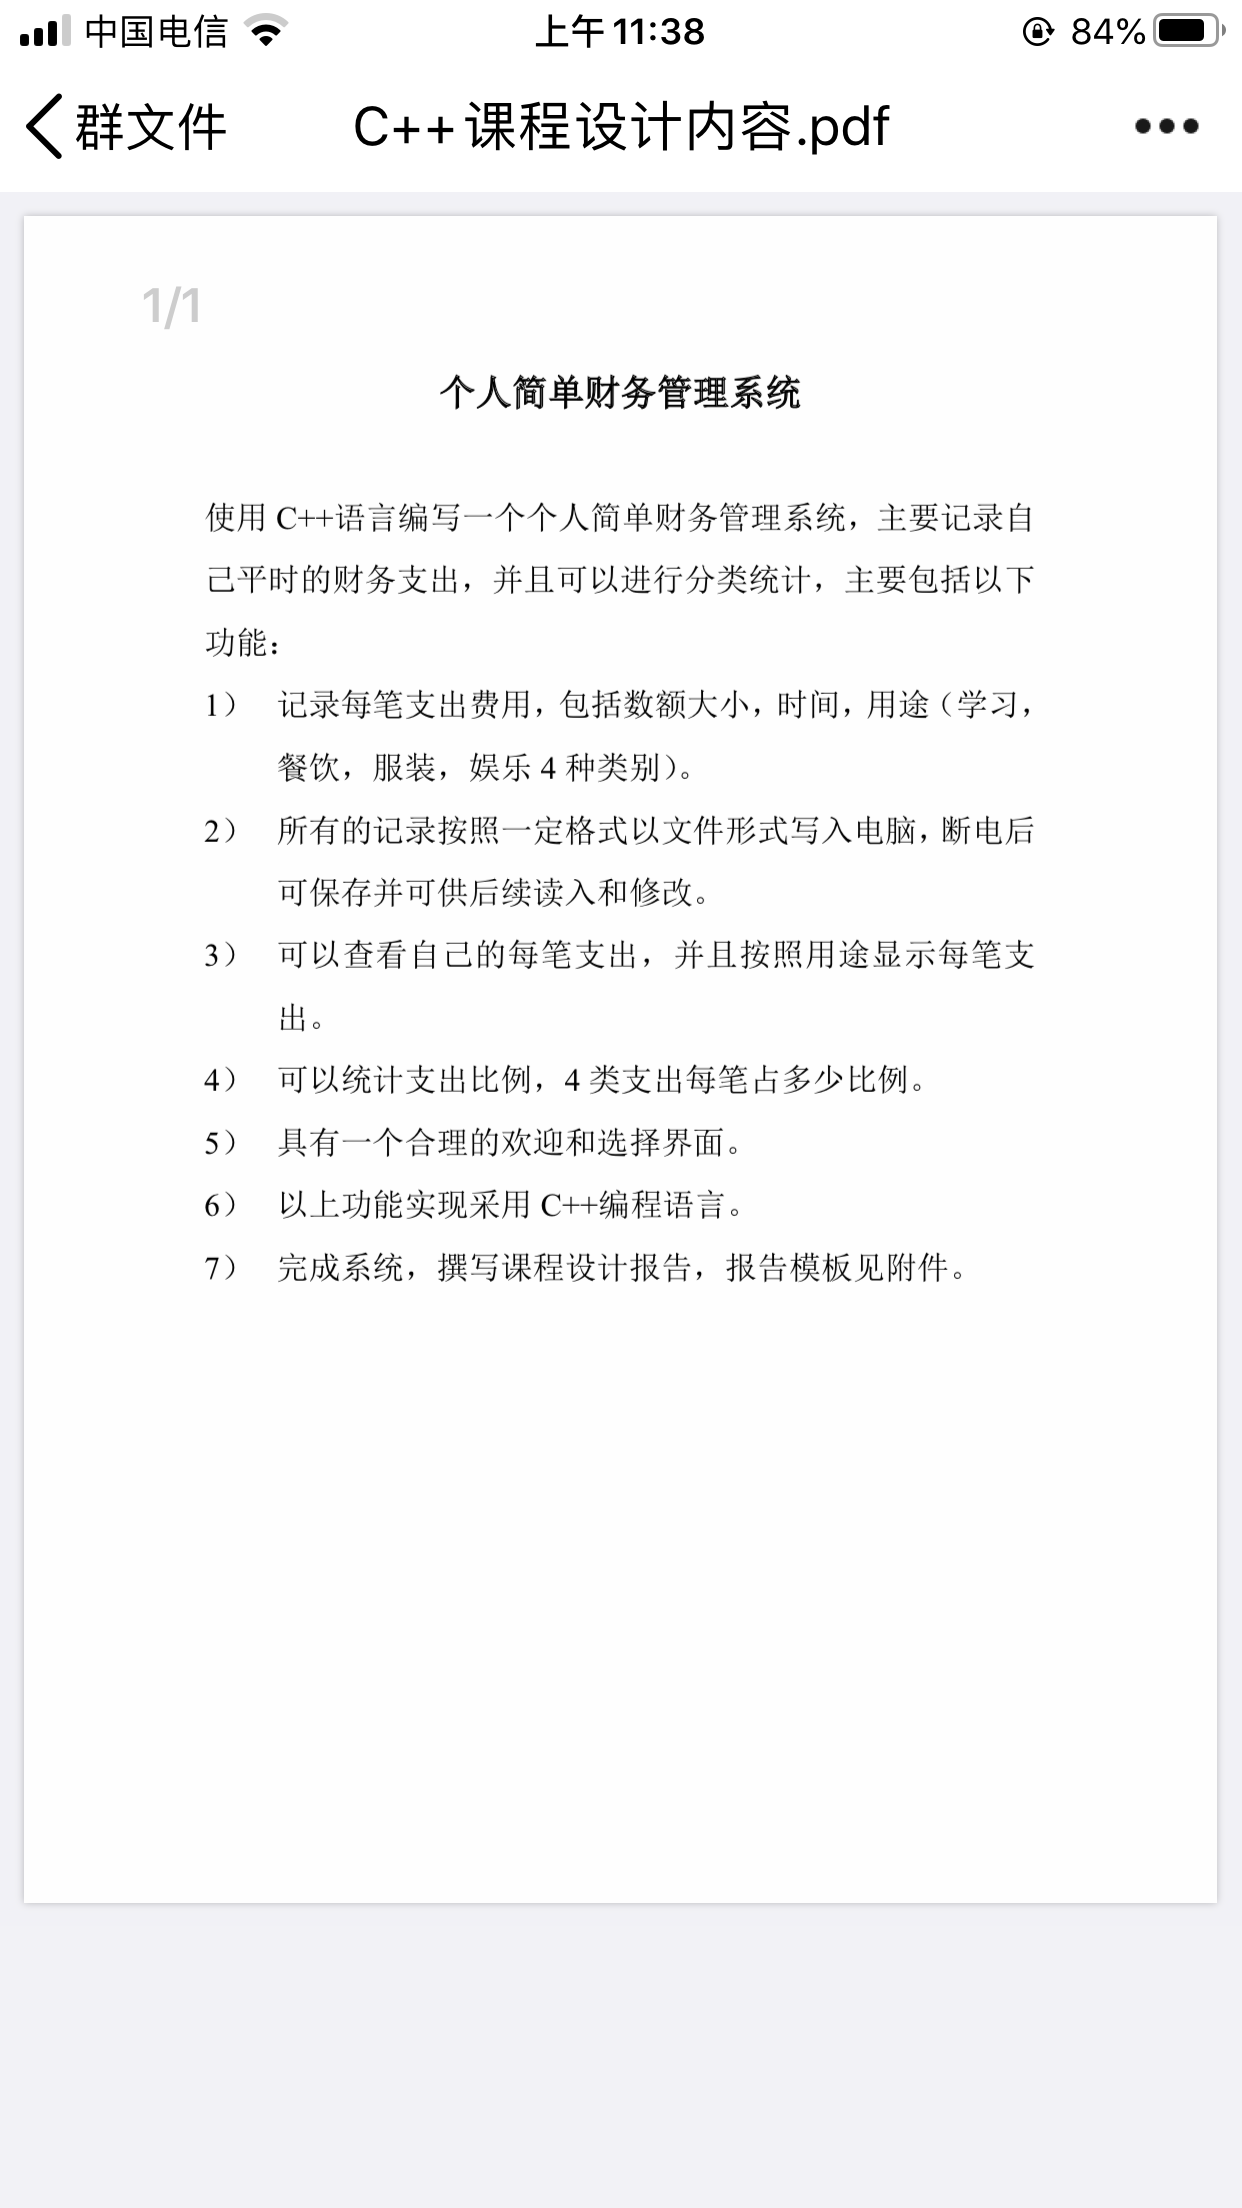 中国电信 上午11:38 84%
群文件 C++课程设计内容.pdf
1/1
个人简单财务管理系统
使用 C++语言编写一个个人简单财务管理系统，主要记录自
己平时的财务支出，并且可以进行分类统计，主要包括以下
功能：
1） 记录每笔支出费用，包括数额大小，时间，用途（学习，
餐饮，服装，娱乐 4 种类别）。
2） 所有的记录按照一定格式以文件形式写入电脑，断电后
可保存并可供后续读入和修改。
3） 可以查看自己的每笔支出，并且按照用途显示每笔支
出。
4） 可以统计支出比例，4 类支出每笔占多少比例。
5） 具有一个合理的欢迎和选择界面。
6） 以上功能实现采用 C++编程语言。
7） 完成系统，撰写课程设计报告，报告模板见附件。